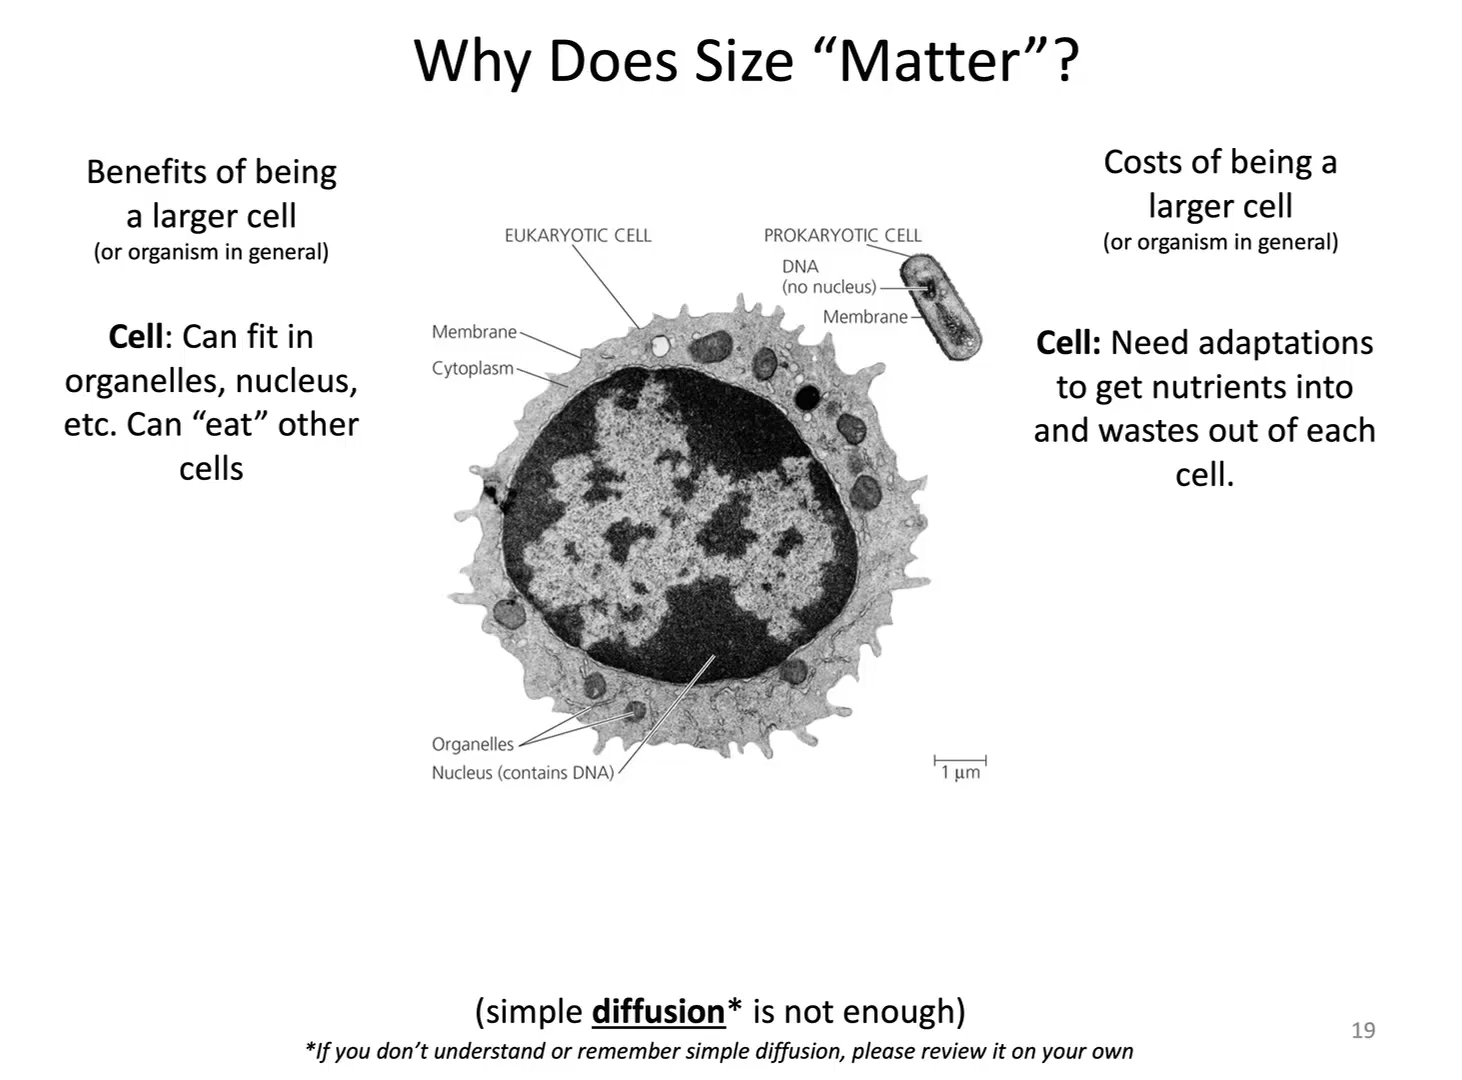 Why Does Size “Matter”?
Benefits of being
a larger cell
(or organism in general)
Cell: Can fit in
organelles, nucleus,
etc. Can “eat” other
cells
EUKARYOTIC CELL
Membrane
Cytoplasm
Organelles
Nucleus (contains DNA)
PROKARYOTIC CELL
DNA
(no nucleus)
Membrane
1 µm
Costs of being a
larger cell
(or organism in general)
Cell: Need adaptations
to get nutrients into
and wastes out of each
cell.
(simple diffusion* is not enough)
*If you don’t understand or remember simple diffusion, please review it on your own
19